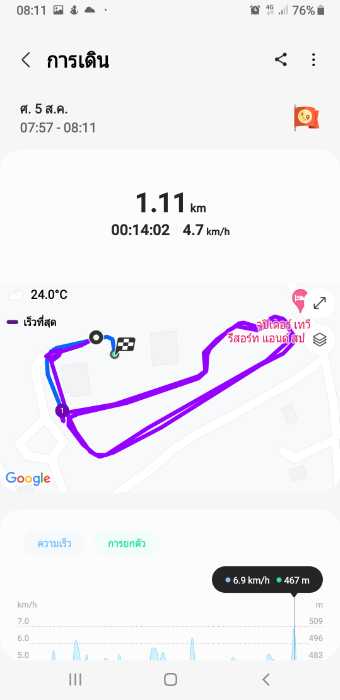 08:11 4G 76%
การเดิน
ศ. 5 ส.ค.
07:57 - 08:11
1.11 km
00:14:02 4.7 km/h
24.0°C
เร็วที่สุด
จูปิเตอร์ เทวี
รีสอร์ท แอนด์ สปา
Google
ความเร็ว การยกตัว
6.9 km/h 467 m
km/h m
7.0 509
6.0 496
5.0 483